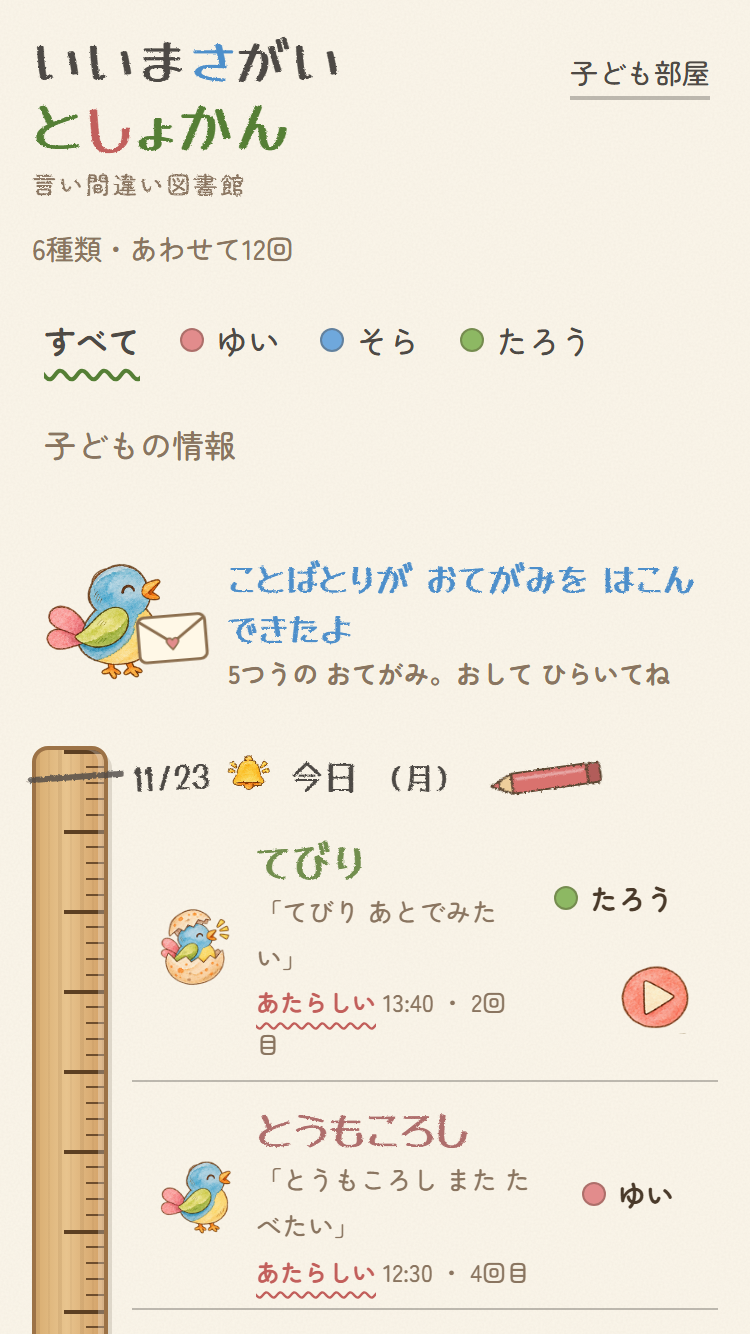 いいまさがい
としょかん
子ども部屋
言い間違い図書館
6種類・あわせて12回
すべて
ゆい
そら
たろう
子どもの情報
ことばとりが おてがみを はこん
できたよ
5つうの おてがみ。おして ひらいてね
11/23 今日 (月)
てびり
「てびり あとでみた
い」
たろう
あたらしい 13:40 ・ 2回
目
とうもころし
「とうもころし また た
べたい」
ゆい
あたらしい 12:30 ・ 4回目